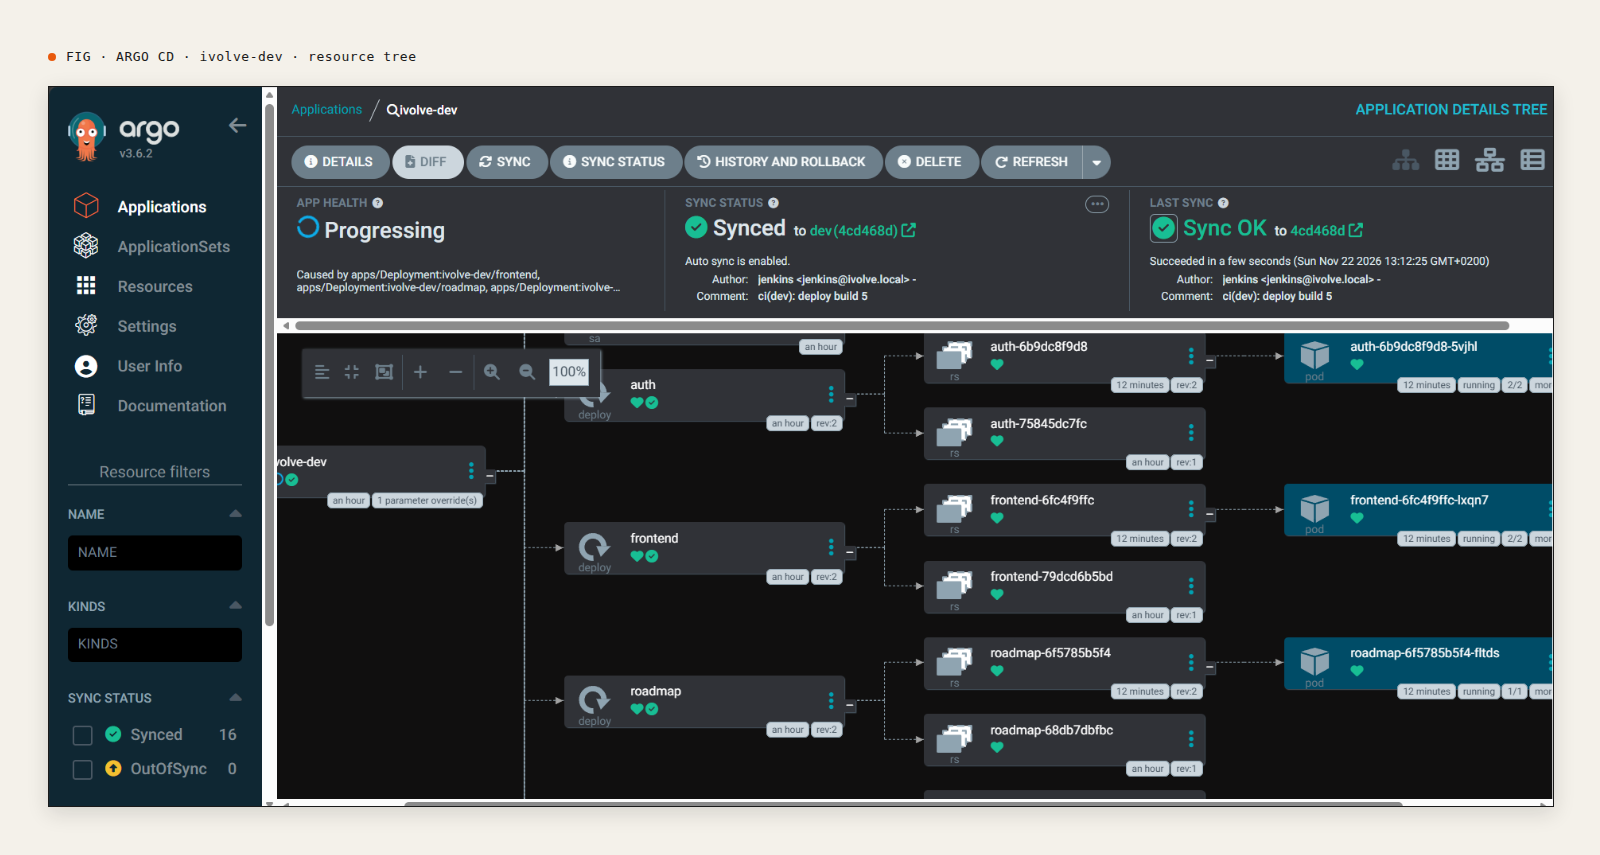 FIG · ARGO CD · ivolve-dev · resource tree
argo
v3.6.2
Applications
ApplicationSets
Resources
Settings
User Info
Documentation
Resource filters
NAME
NAME
KINDS
KINDS
SYNC STATUS
Synced 16
OutOfSync 0
Applications / ivolve-dev
APPLICATION DETAILS TREE
DETAILS DIFF SYNC SYNC STATUS HISTORY AND ROLLBACK DELETE REFRESH
APP HEALTH
Progressing
Caused by apps/Deployment:ivolve-dev/frontend,
apps/Deployment:ivolve-dev/roadmap, apps/Deployment:ivolve-...
SYNC STATUS
Synced to dev (4cd468d)
Auto sync is enabled.
Author: jenkins <jenkins@ivolve.local> -
Comment: ci(dev): deploy build 5
LAST SYNC
Sync OK to 4cd468d
Succeeded in a few seconds (Sun Nov 22 2026 13:12:25 GMT+0200)
Author: jenkins <jenkins@ivolve.local> -
Comment: ci(dev): deploy build 5
100%
volve-dev
an hour 1 parameter override(s)
sa
an hour
auth
deploy
an hour rev:2
frontend
deploy
an hour rev:2
roadmap
deploy
an hour rev:2
auth-6b9dc8f9d8
rs
12 minutes rev:2
auth-75845dc7fc
rs
an hour rev:1
frontend-6fc4f9ffc
rs
12 minutes rev:2
frontend-79dcd6b5bd
rs
an hour rev:1
roadmap-6f5785b5f4
rs
12 minutes rev:2
roadmap-68db7dbfbc
rs
an hour rev:1
auth-6b9dc8f9d8-5vjhl
pod
12 minutes running 2/2 mor
frontend-6fc4f9ffc-lxqn7
pod
12 minutes running 2/2 mor
roadmap-6f5785b5f4-fltds
pod
12 minutes running 1/1 mor